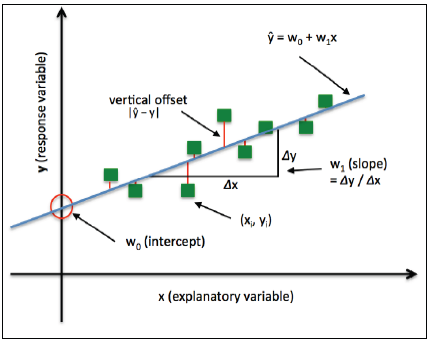 ŷ = w₀ + w₁x
vertical offset
|ŷ – y|
y (response variable)
Δy
Δx
w₁ (slope)
= Δy / Δx
(xᵢ, yᵢ)
w₀ (intercept)
x (explanatory variable)